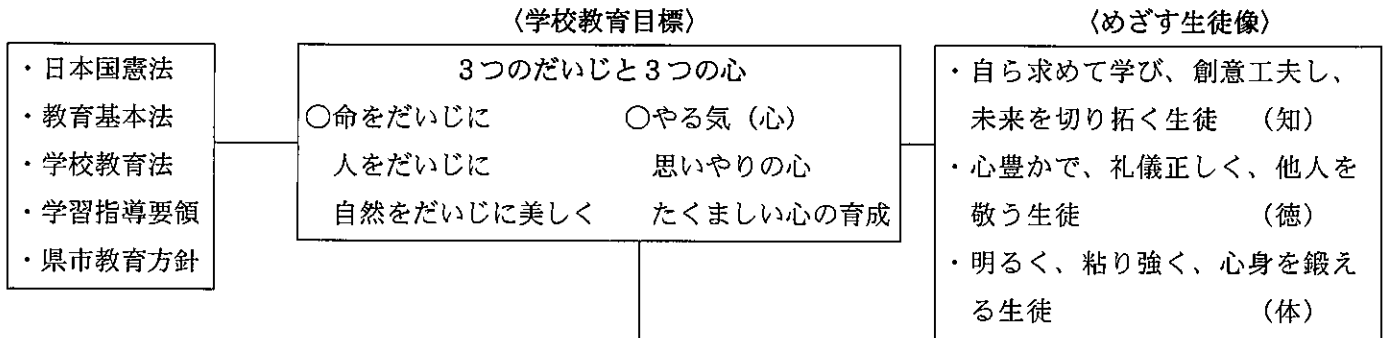 〈学校教育目標〉
〈めざす生徒像〉
・日本国憲法
・教育基本法
・学校教育法
・学習指導要領
・県市教育方針
３つのだいじと３つの心
○命をだいじに ○やる気（心）
人をだいじに 思いやりの心
自然をだいじに美しく たくましい心の育成
・自ら求めて学び、創意工夫し、
未来を切り拓く生徒 （知）
・心豊かで、礼儀正しく、他人を
敬う生徒 （徳）
・明るく、粘り強く、心身を鍛え
る生徒 （体）